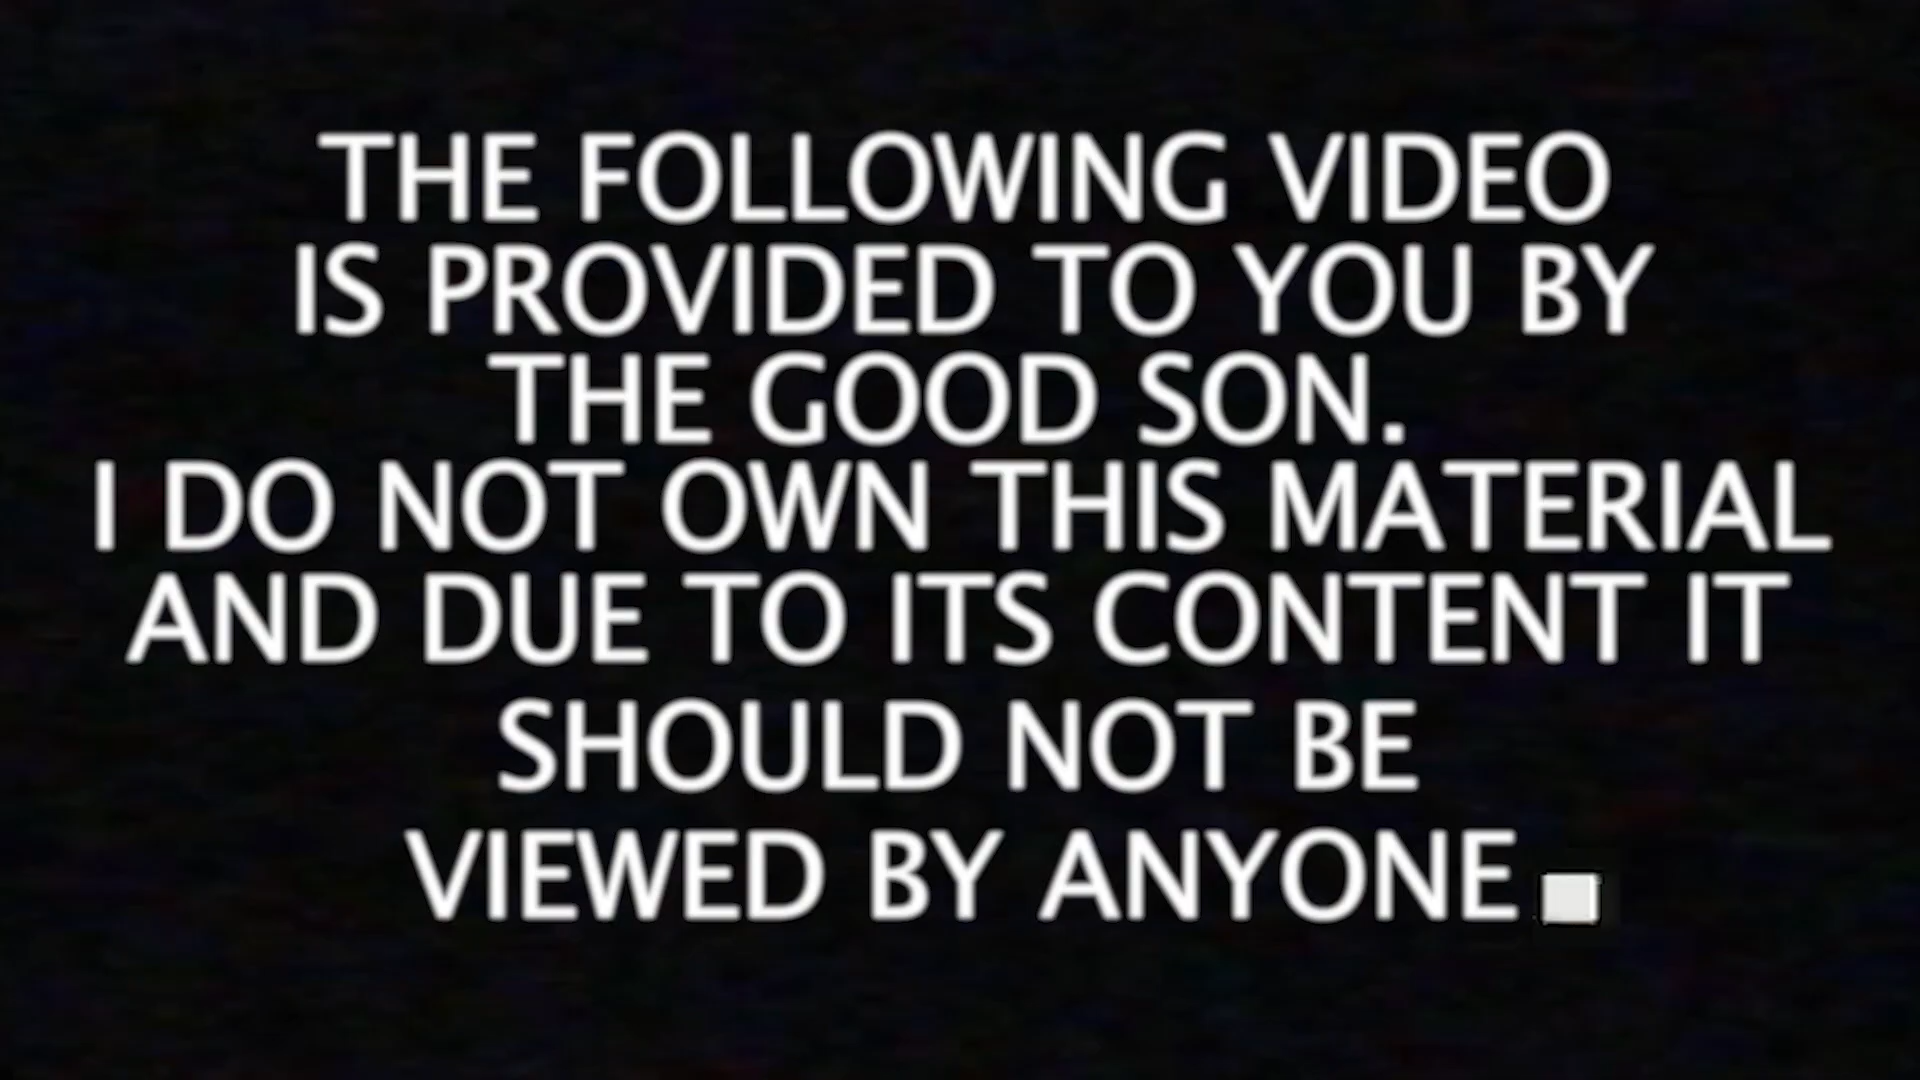 THE FOLLOWING VIDEO
IS PROVIDED TO YOU BY
THE GOOD SON.
I DO NOT OWN THIS MATERIAL
AND DUE TO ITS CONTENT IT
SHOULD NOT BE
VIEWED BY ANYONE